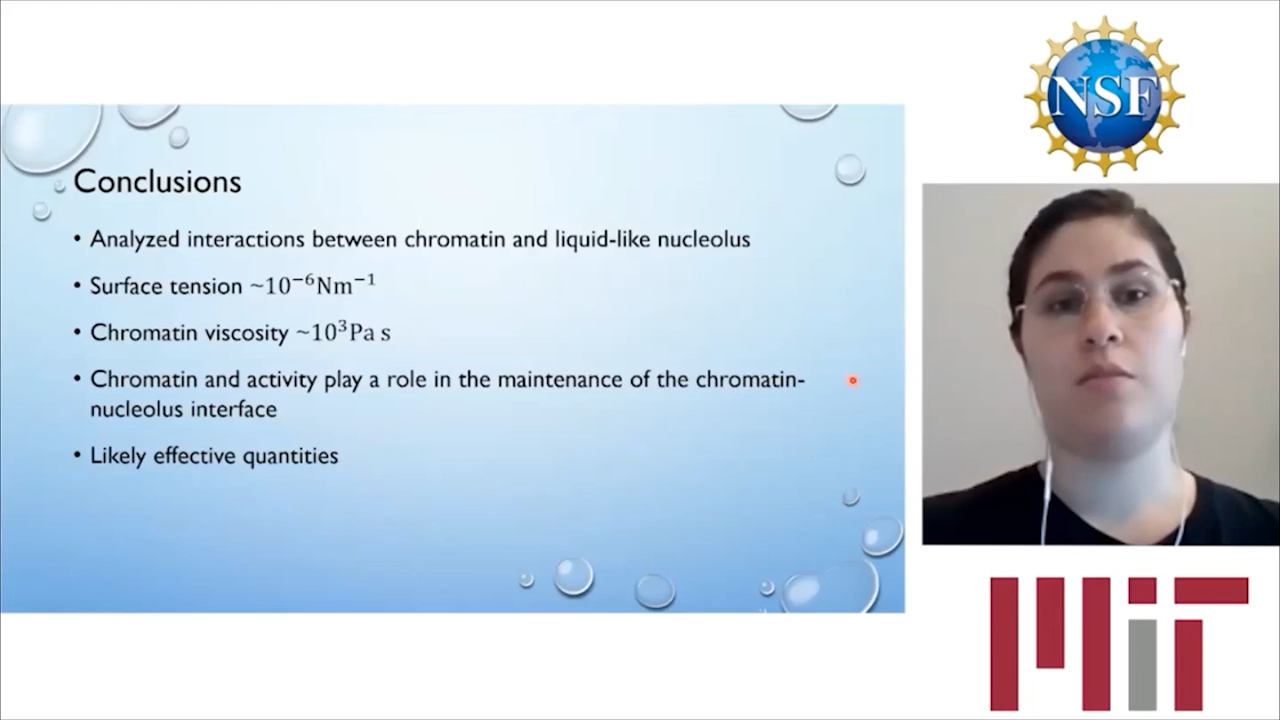 NSF
Conclusions
• Analyzed interactions between chromatin and liquid-like nucleolus
• Surface tension ~10⁻⁶Nm⁻¹
• Chromatin viscosity ~10³Pa s
• Chromatin and activity play a role in the maintenance of the chromatin-
nucleolus interface
• Likely effective quantities
MIT